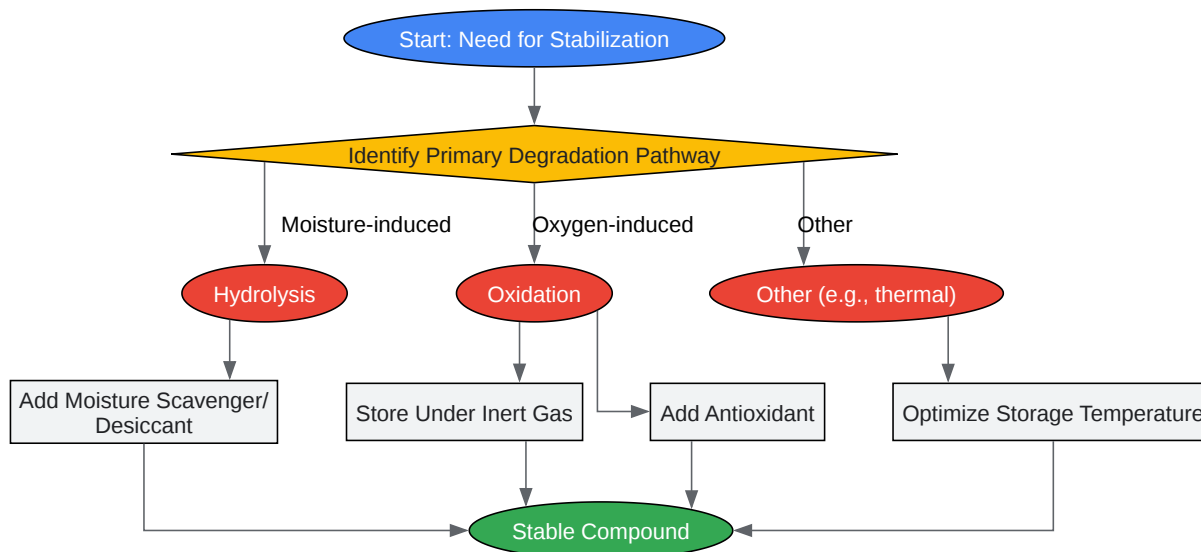 Start: Need for Stabilization
Identify Primary Degradation Pathway
Moisture-induced
Oxygen-induced
Other
Hydrolysis
Oxidation
Other (e.g., thermal)
Add Moisture Scavenger/
Desiccant
Store Under Inert Gas
Add Antioxidant
Optimize Storage Temperature
Stable Compound